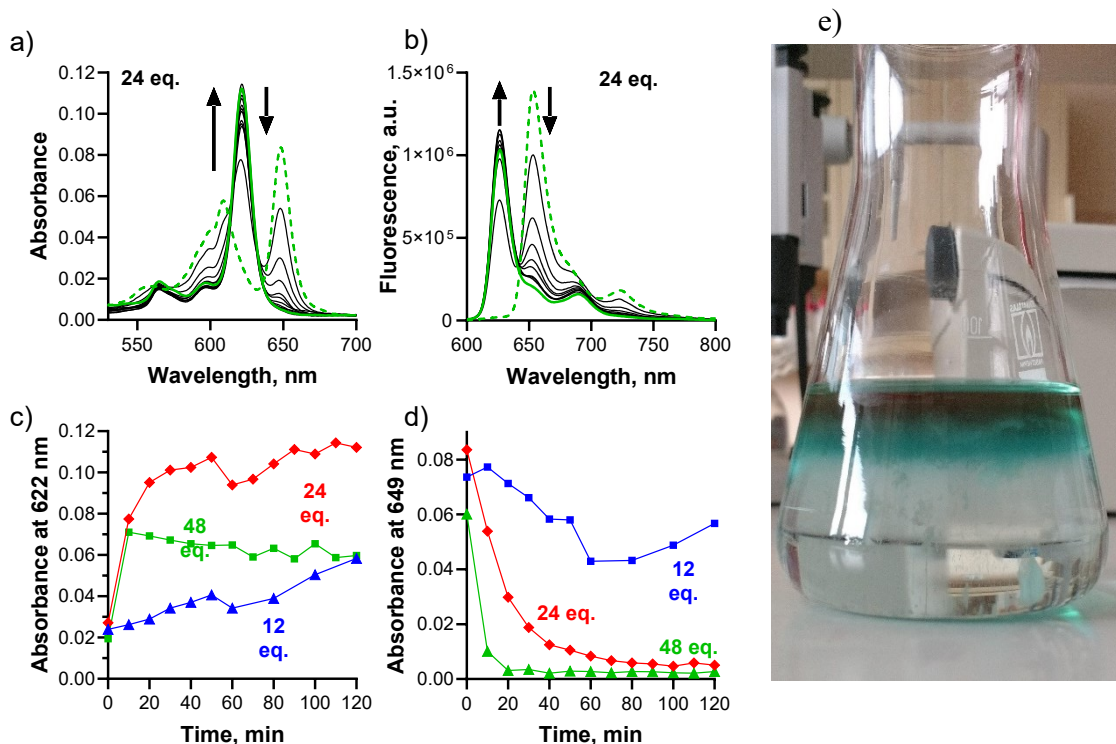 a)
24 eq.
Absorbance
0.12
0.10
0.08
0.06
0.04
0.02
0.00
550
600
650
700
Wavelength, nm
b)
24 eq.
Fluorescence, a.u.
1.5×10⁶
1×10⁶
5×10⁵
0
600
650
700
750
800
Wavelength, nm
c)
Absorbance at 622 nm
0.12
0.10
0.08
0.06
0.04
0.02
0.00
48
eq.
24
eq.
12
eq.
0
20
40
60
80
100
120
Time, min
d)
Absorbance at 649 nm
0.08
0.06
0.04
0.02
0.00
12
eq.
24 eq.
48 eq.
0
20
40
60
80
100
120
Time, min
e)